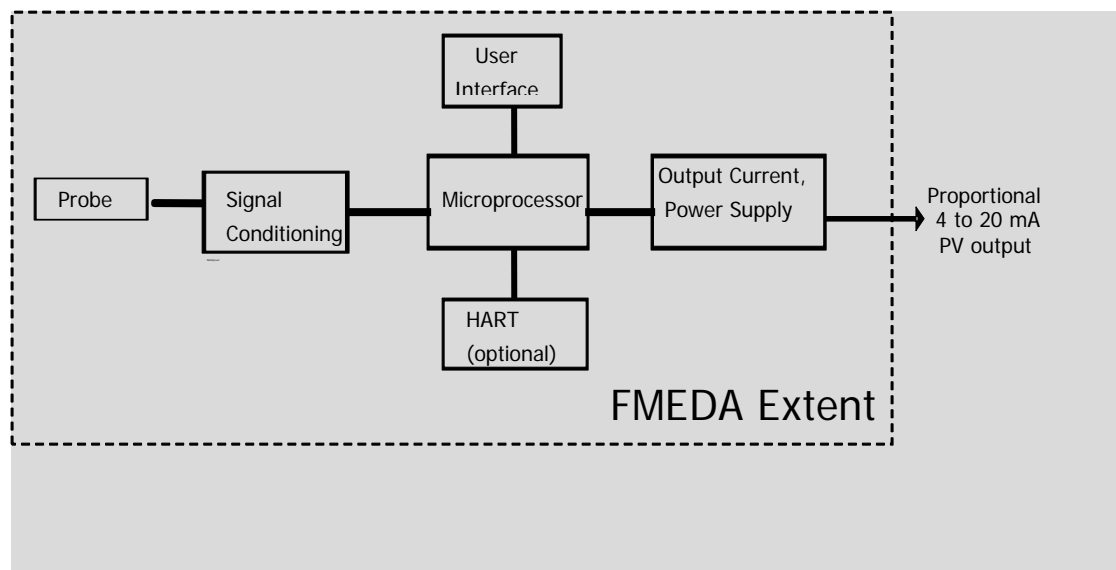 User
Interface
Probe
Signal
Conditioning
Microprocessor
Output Current,
Power Supply
Proportional
4 to 20 mA
PV output
HART
(optional)
FMEDA Extent